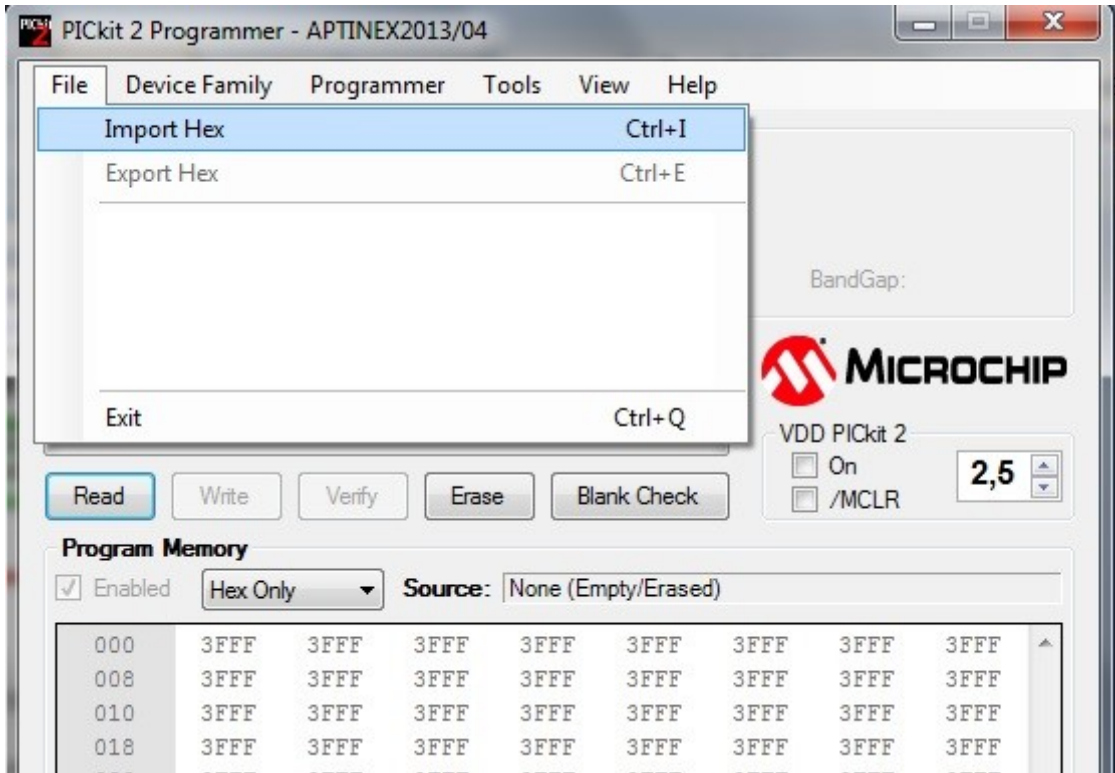 PICkit 2 Programmer - APTINEX2013/04
File Device Family Programmer Tools View Help
Import Hex Ctrl+I
Export Hex Ctrl+E
BandGap:
MICROCHIP
Exit Ctrl+Q
VDD PICkit 2
On
/MCLR
2,5
Read Write Verify Erase Blank Check
Program Memory
Enabled Hex Only Source: None (Empty/Erased)
000 3FFF 3FFF 3FFF 3FFF 3FFF 3FFF 3FFF 3FFF
008 3FFF 3FFF 3FFF 3FFF 3FFF 3FFF 3FFF 3FFF
010 3FFF 3FFF 3FFF 3FFF 3FFF 3FFF 3FFF 3FFF
018 3FFF 3FFF 3FFF 3FFF 3FFF 3FFF 3FFF 3FFF